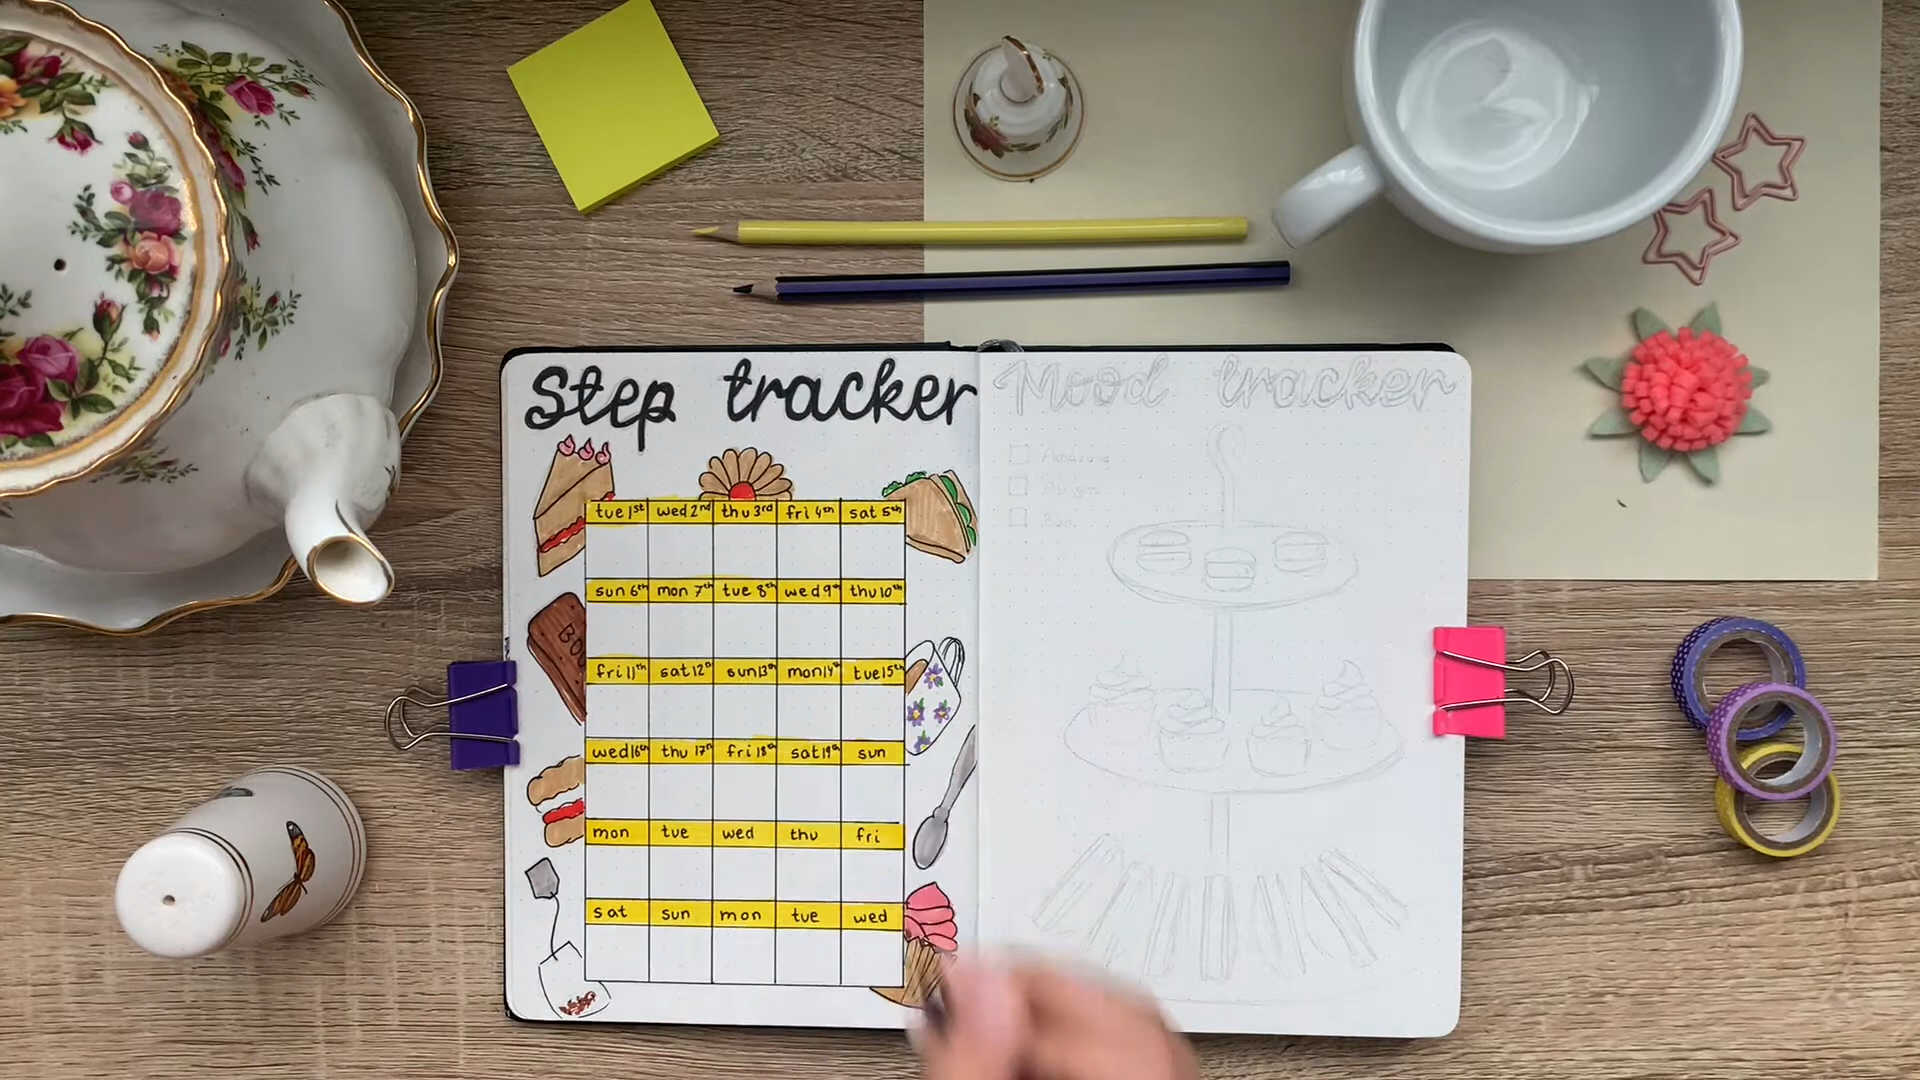 Step tracker
tue 1st wed 2nd thu 3rd fri 4th sat 5th
sun 6th mon 7th tue 8th wed 9th thu 10th
fri 11th sat 12th sun 13th mon 14th tue 15th
wed 16th thu 17th fri 18th sat 19th sun
mon tue wed thu fri
sat sun mon tue wed
Mood tracker
Amazing